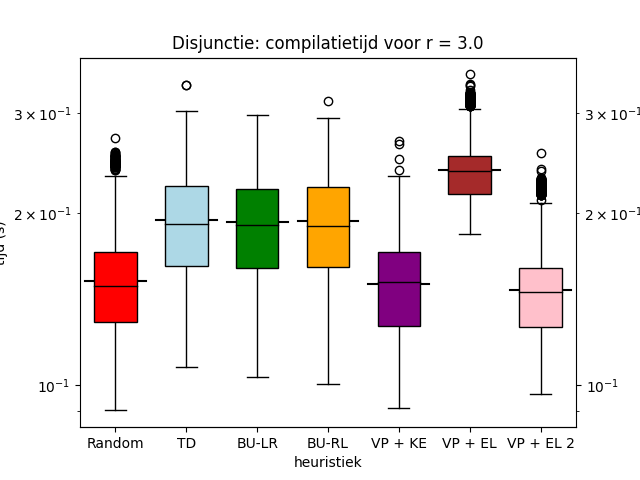 Disjunctie: compilatietijd voor r = 3.0
3 × 10⁻¹
3 × 10⁻¹
2 × 10⁻¹
2 × 10⁻¹
tijd (s)
10⁻¹
10⁻¹
Random TD BU-LR BU-RL VP + KE VP + EL VP + EL 2
heuristiek